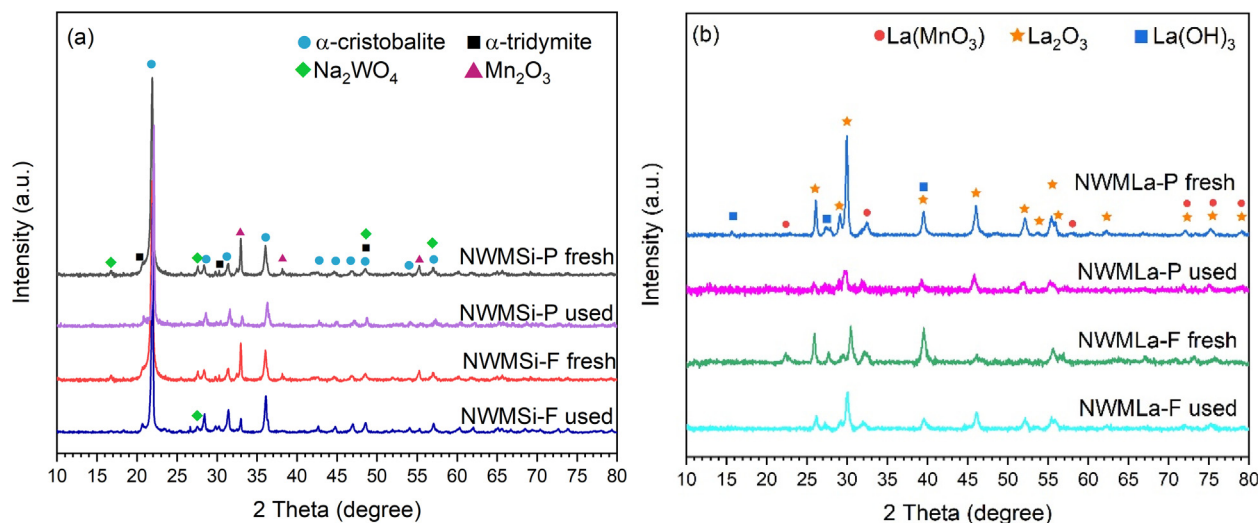 (a)
α-cristobalite
α-tridymite
Na₂WO₄
Mn₂O₃
Intensity (a.u.)
NWMSi-P fresh
NWMSi-P used
NWMSi-F fresh
NWMSi-F used
10 15 20 25 30 35 40 45 50 55 60 65 70 75 80
2 Theta (degree)
(b)
La(MnO₃)
La₂O₃
La(OH)₃
Intensity (a.u.)
NWMLa-P fresh
NWMLa-P used
NWMLa-F fresh
NWMLa-F used
10 15 20 25 30 35 40 45 50 55 60 65 70 75 80
2 Theta (degree)